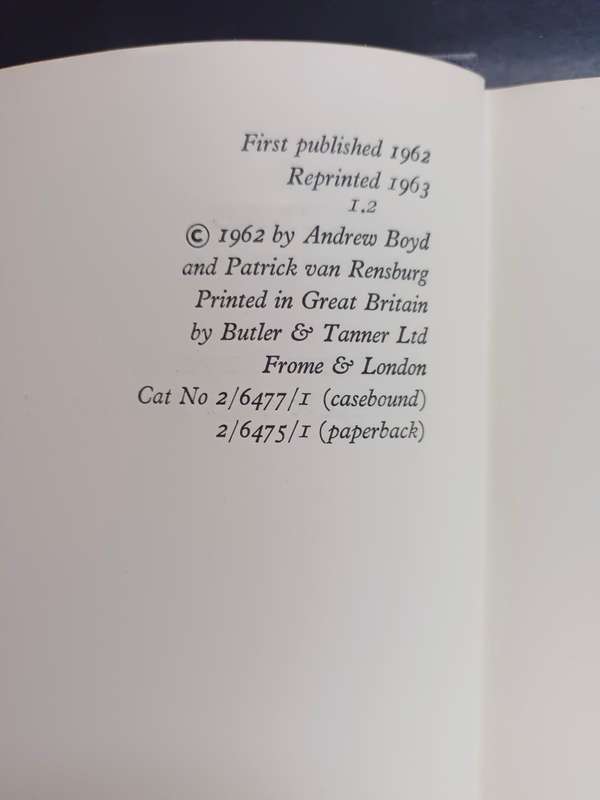 First published 1962
Reprinted 1963
1.2
© 1962 by Andrew Boyd
and Patrick van Rensburg
Printed in Great Britain
by Butler & Tanner Ltd
Frome & London
Cat No 2/6477/1 (casebound)
2/6475/1 (paperback)